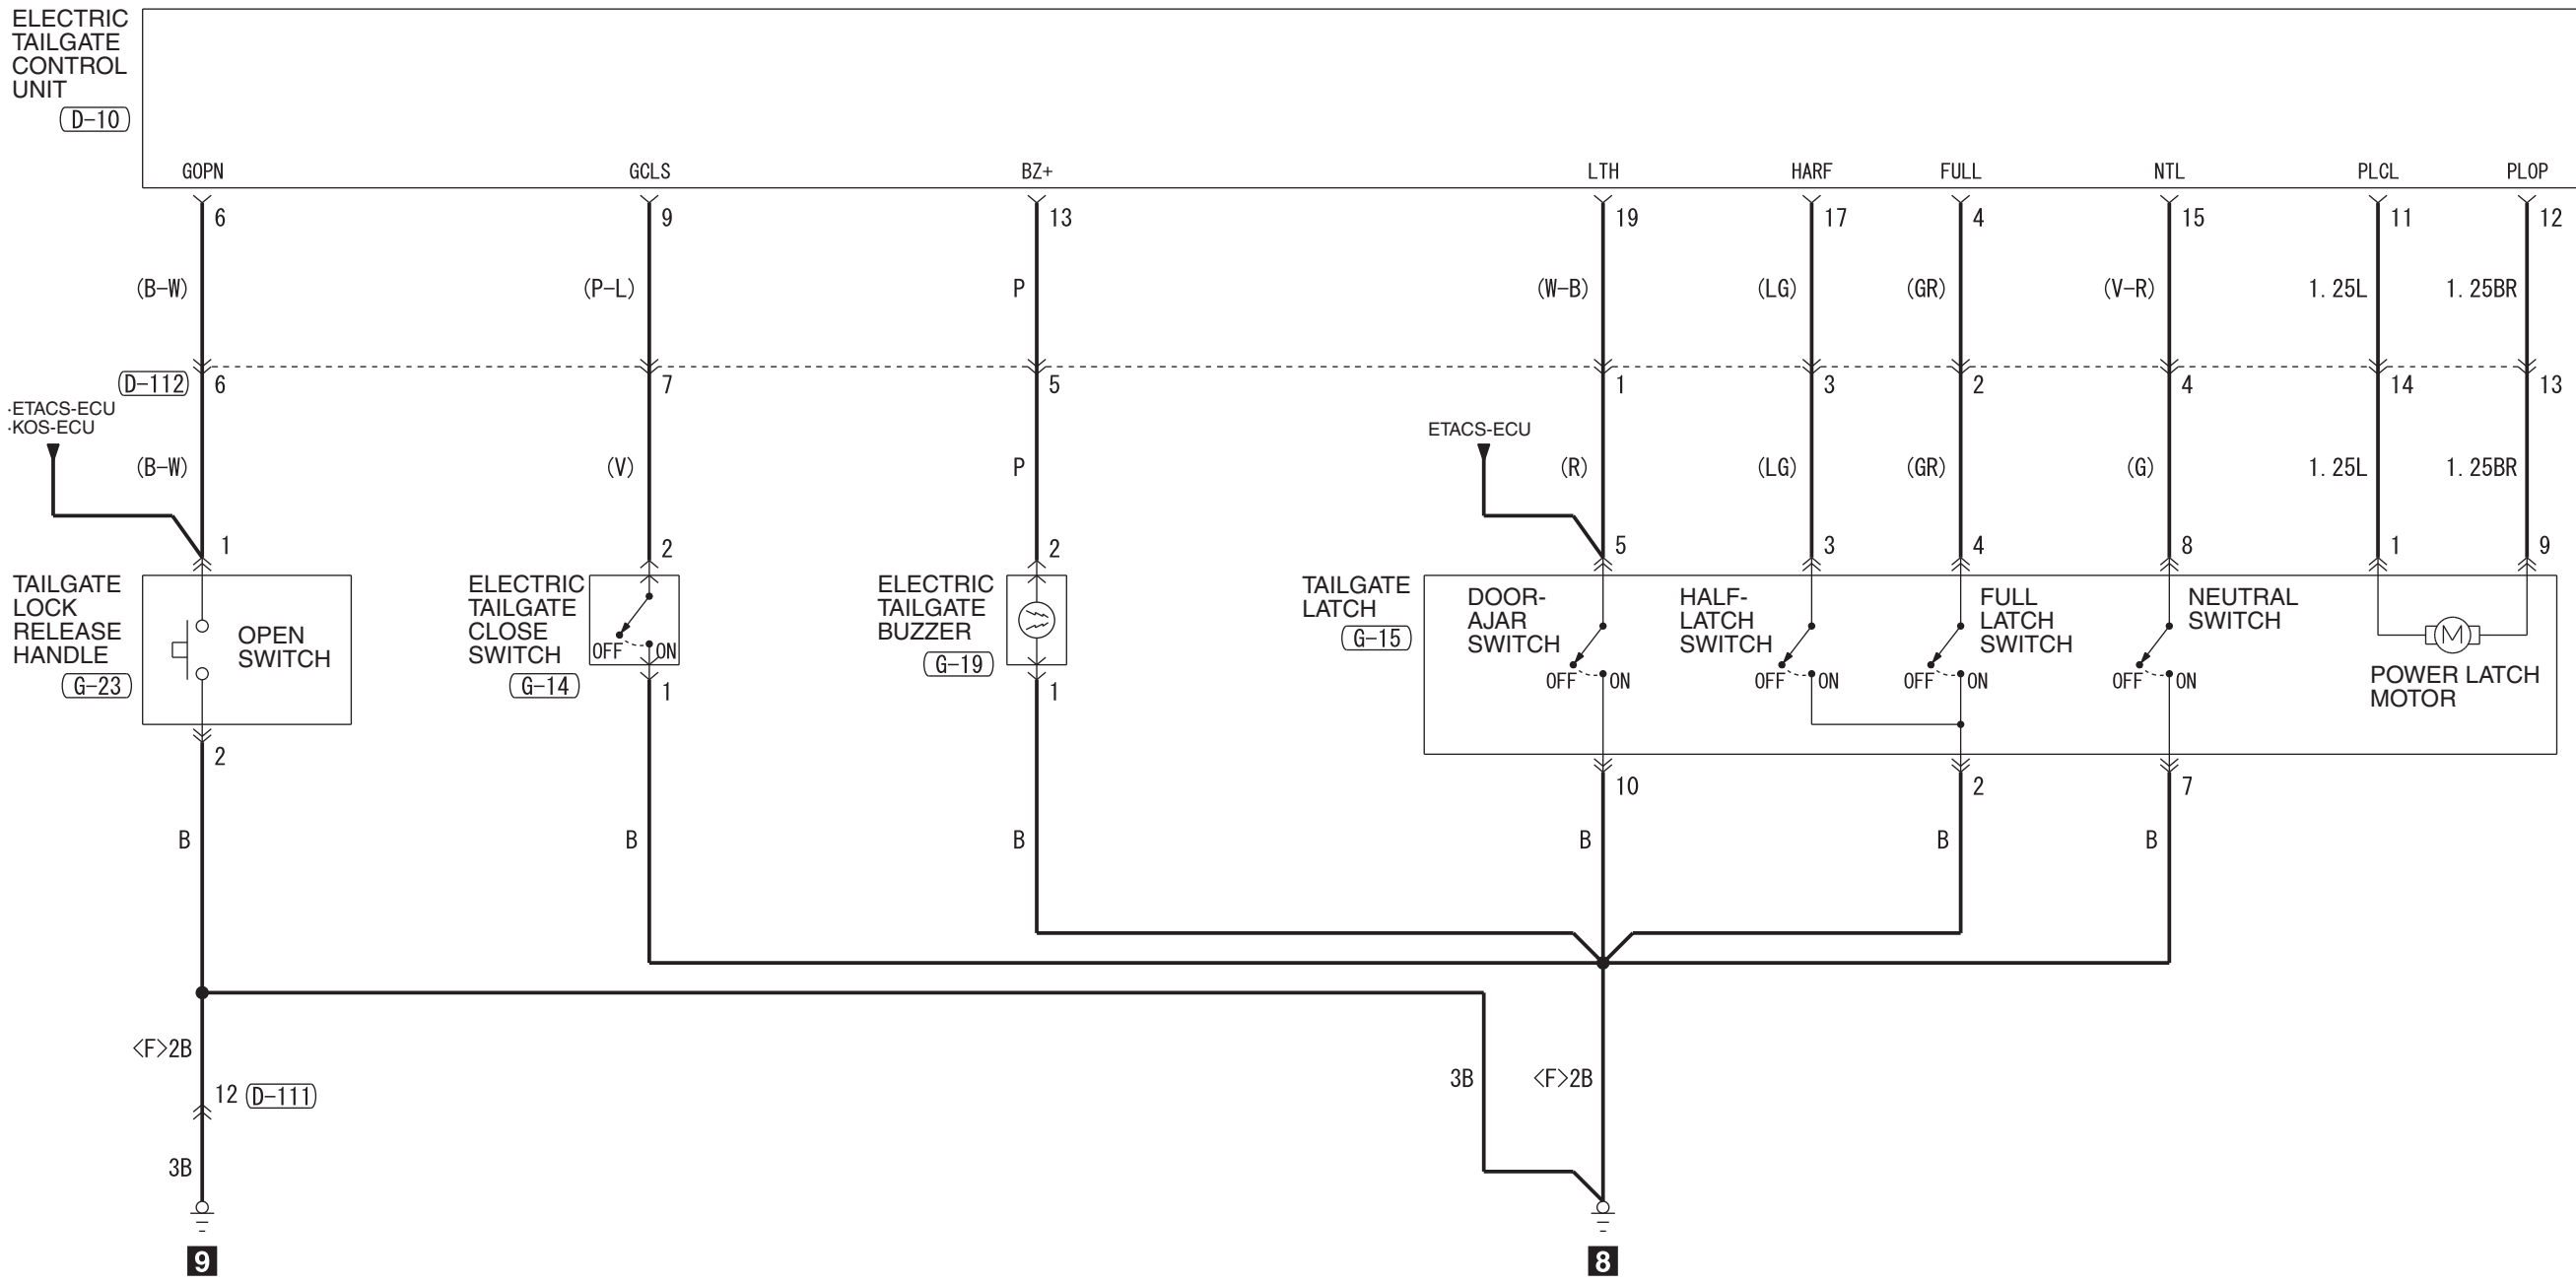 ELECTRIC
TAILGATE
CONTROL
UNIT
D-10
GOPN GCLS BZ+ LTH HARF FULL NTL PLCL PLOP
6 9 13 19 17 4 15 11 12
(B-W) (P-L) P (W-B) (LG) (GR) (V-R) 1.25L 1.25BR
D-112 6 7 5 1 3 2 4 14 13
·ETACS-ECU
·KOS-ECU
ETACS-ECU
(B-W) (V) P (R) (LG) (GR) (G) 1.25L 1.25BR
1 2 2 5 3 4 8 1 9
TAILGATE
LOCK
RELEASE
HANDLE
G-23
OPEN
SWITCH
ELECTRIC
TAILGATE
CLOSE
SWITCH
G-14
OFF ON
ELECTRIC
TAILGATE
BUZZER
G-19
TAILGATE
LATCH
G-15
DOOR-
AJAR
SWITCH
OFF ON
HALF-
LATCH
SWITCH
OFF ON
FULL
LATCH
SWITCH
OFF ON
NEUTRAL
SWITCH
OFF ON
M
POWER LATCH
MOTOR
2 1 1 10 2 7
B B B B B B
<F>2B
12 D-111
3B
3B <F>2B
9 8